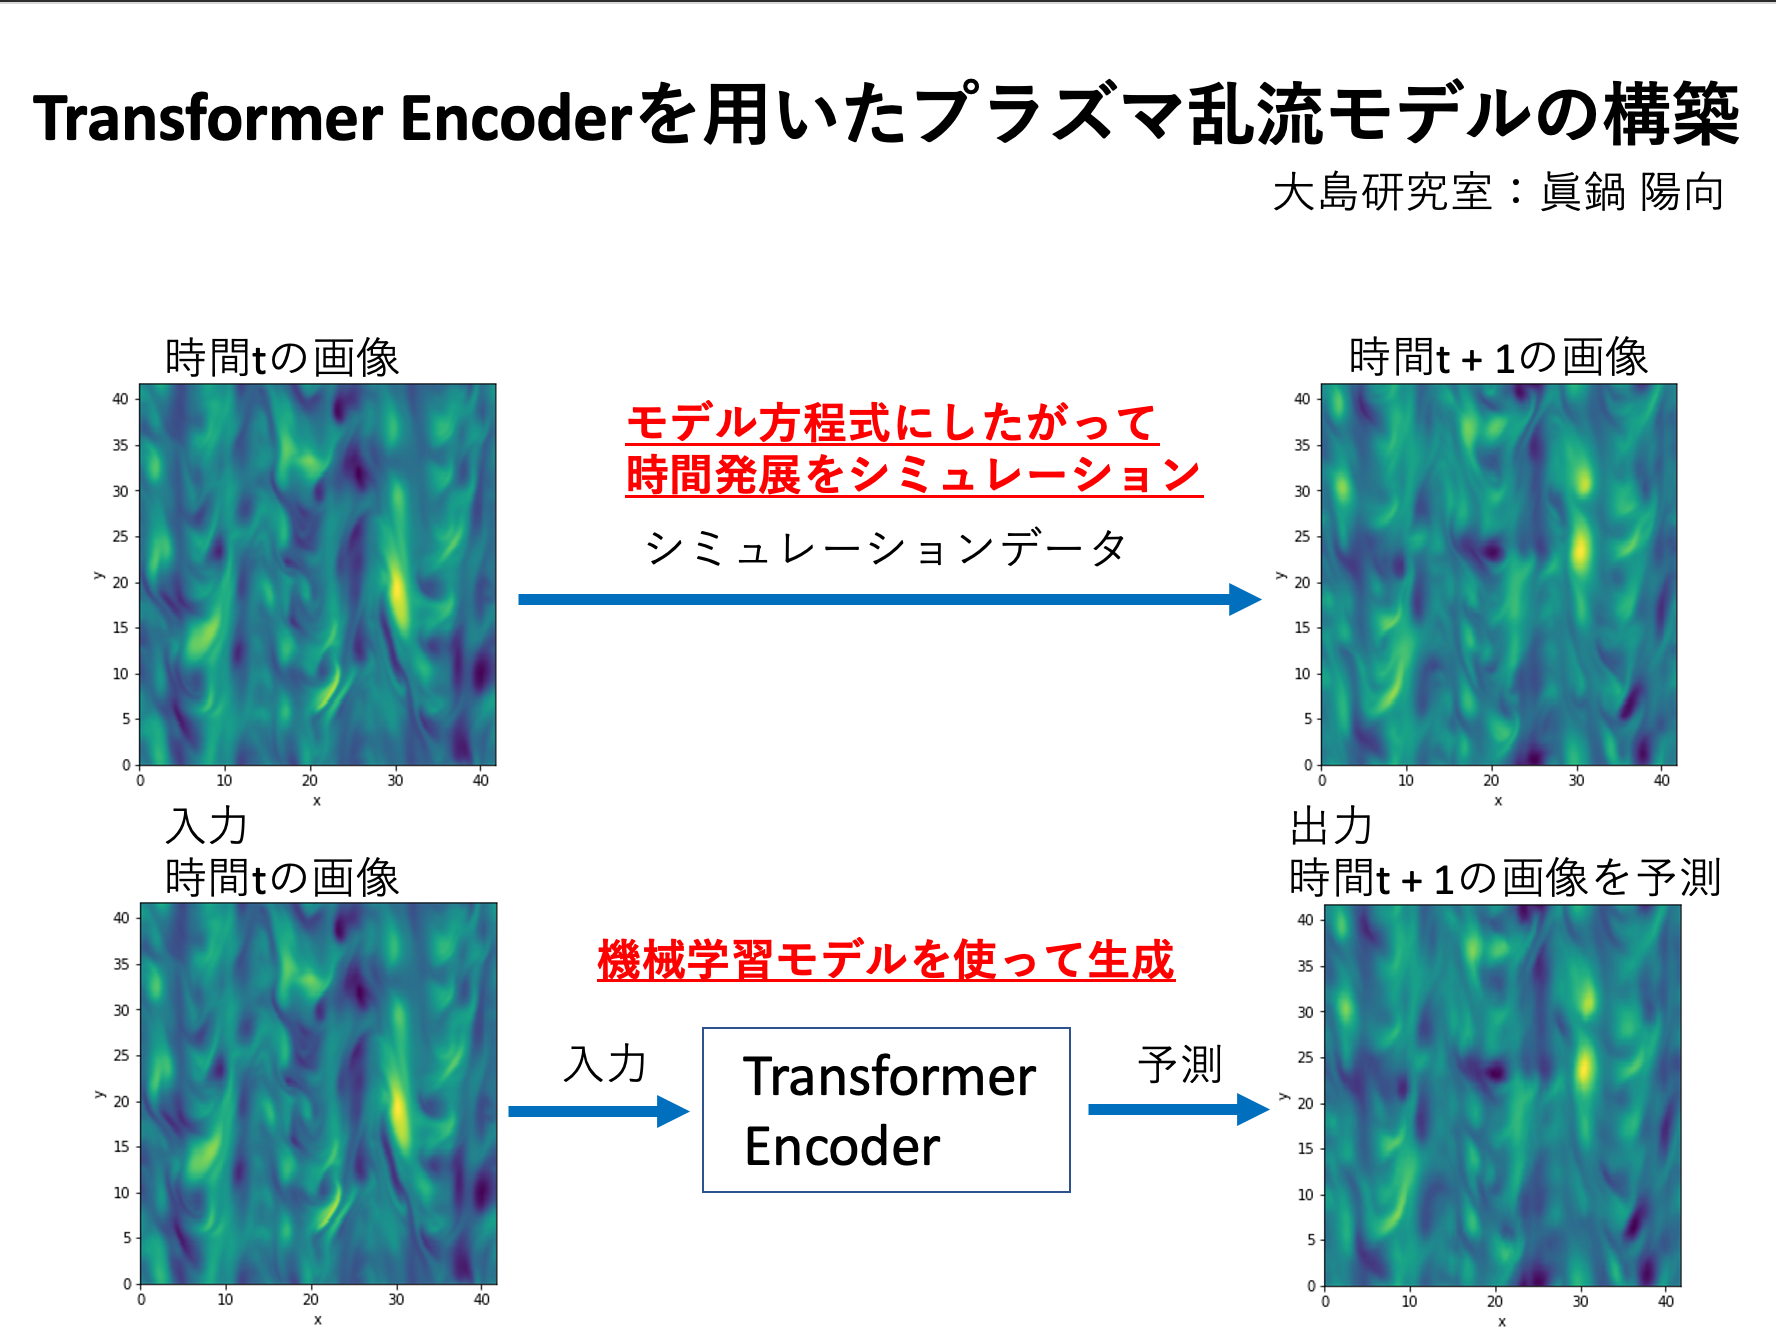 Transformer Encoderを用いたプラズマ乱流モデルの構築
大島研究室：眞鍋 陽向
時間tの画像
時間t + 1の画像
モデル方程式にしたがって
時間発展をシミュレーション
シミュレーションデータ
40
35
30
25
20
15
10
5
0
y
0 10 20 30 40
x
40
35
30
25
20
15
10
5
0
y
0 10 20 30 40
x
入力
時間tの画像
出力
時間t + 1の画像を予測
機械学習モデルを使って生成
入力
Transformer
Encoder
予測
40
35
30
25
20
15
10
5
0
y
0 10 20 30 40
x
40
35
30
25
20
15
10
5
0
y
0 10 20 30 40
x